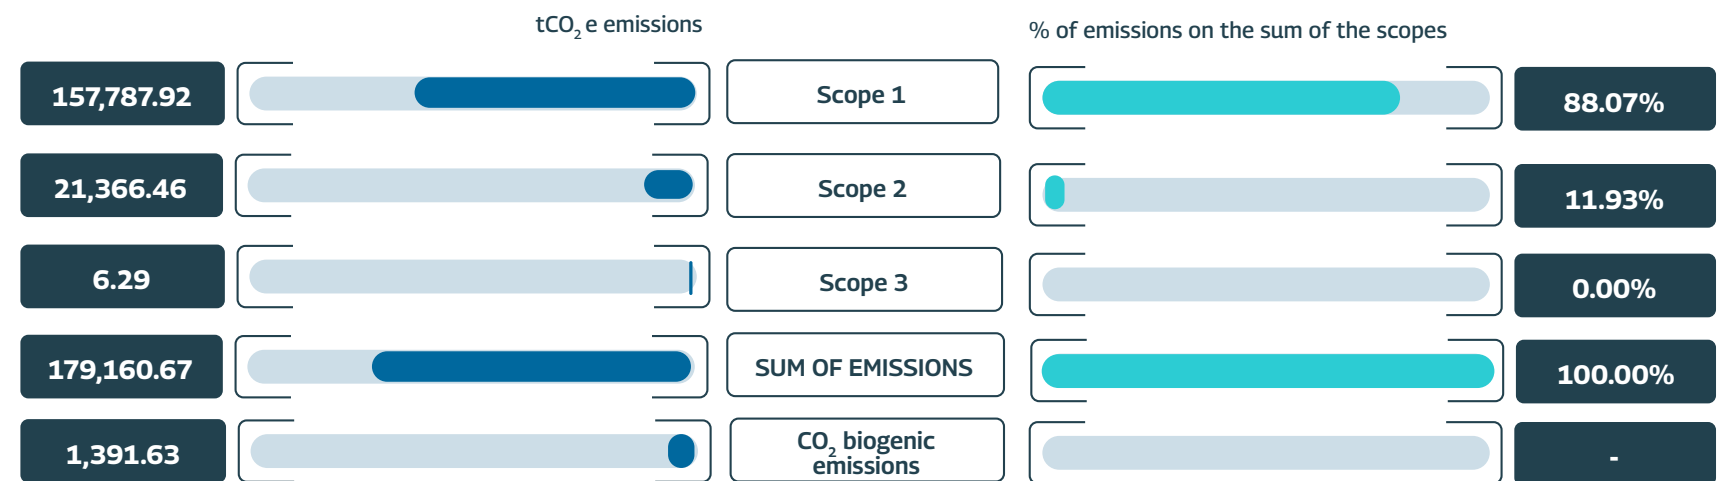 tCO₂ e emissions
% of emissions on the sum of the scopes
157,787.92
Scope 1
88.07%
21,366.46
Scope 2
11.93%
6.29
Scope 3
0.00%
179,160.67
SUM OF EMISSIONS
100.00%
1,391.63
CO₂ biogenic
emissions
-